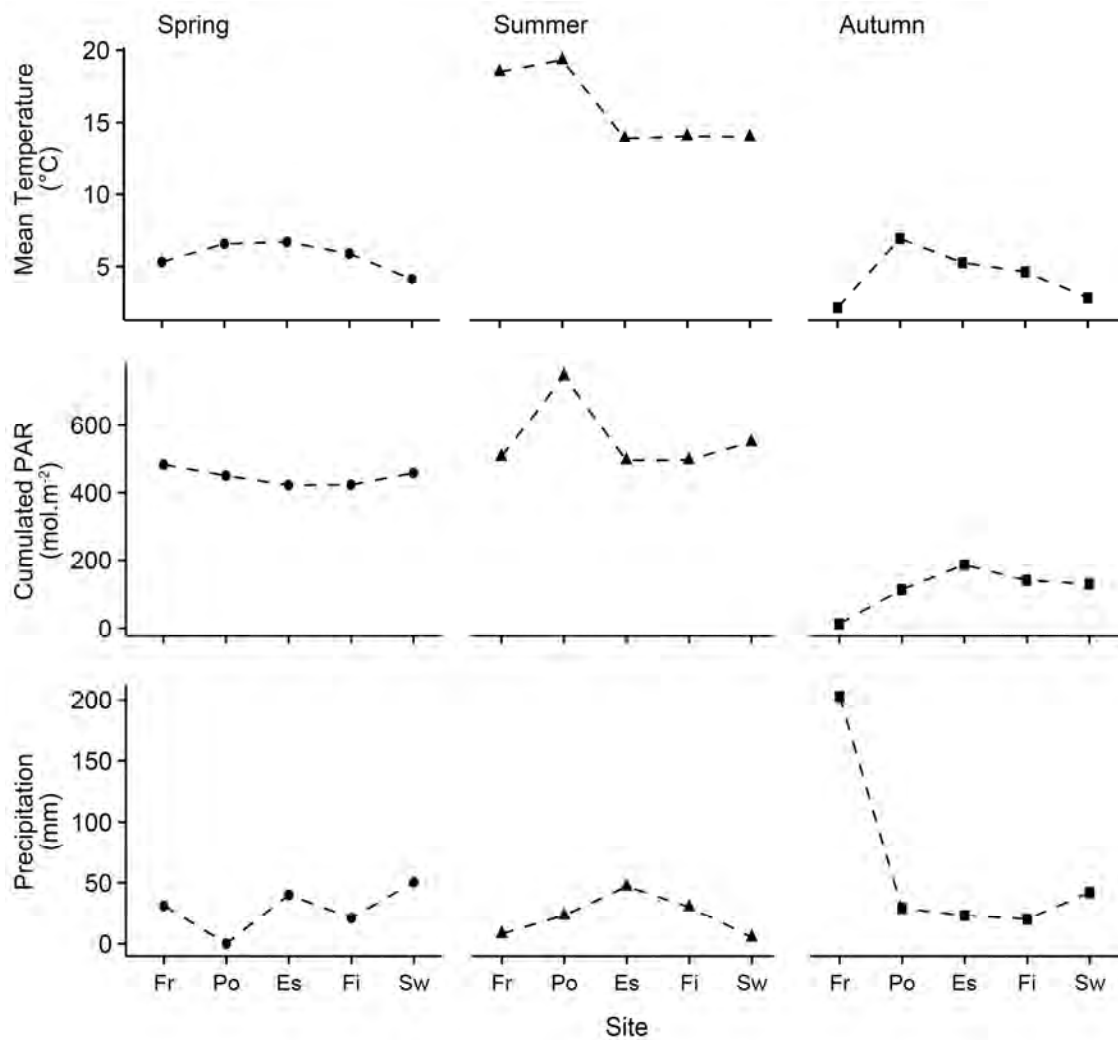 Spring Summer Autumn
Mean Temperature
(°C)
20
15
10
5
Cumulated PAR
(mol.m-2)
600
400
200
0
Precipitation
(mm)
200
150
100
50
0
Fr Po Es Fi Sw Fr Po Es Fi Sw Fr Po Es Fi Sw
Site